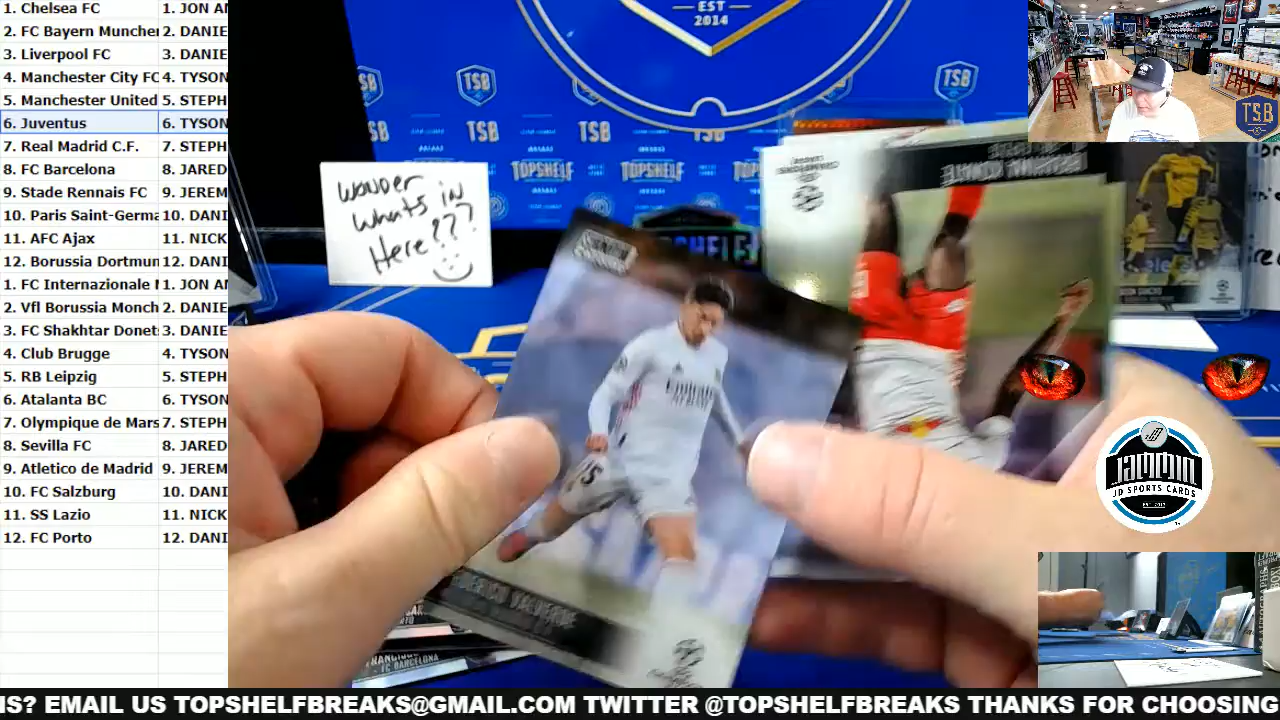 1. Chelsea FC
2. FC Bayern Munchen
3. Liverpool FC
4. Manchester City FC
5. Manchester United
6. Juventus
7. Real Madrid C.F.
8. FC Barcelona
9. Stade Rennais FC
10. Paris Saint-Germa
11. AFC Ajax
12. Borussia Dortmun
1. FC Internazionale
2. Vfl Borussia Monch
3. FC Shakhtar Donet
4. Club Brugge
5. RB Leipzig
6. Atalanta BC
7. Olympique de Mars
8. Sevilla FC
9. Atletico de Madrid
10. FC Salzburg
11. SS Lazio
12. FC Porto
1. JON A
2. DANIE
3. DANIE
4. TYSON
5. STEPH
6. TYSON
7. STEPH
8. JARED
9. JEREM
10. DANI
11. NICK
12. DANI
1. JON A
2. DANIE
3. DANIE
4. TYSON
5. STEPH
6. TYSON
7. STEPH
8. JARED
9. JEREM
10. DANI
11. NICK
12. DANI
EST
2014
TSB
TSB
TSB
TSB
TSB
TOPSHELF
TOPSHELF
wonder
whats in
Here???
FC BARCELONA
TSB
JAMMIN
JD SPORTS CARDS
IS? EMAIL US TOPSHELFBREAKS@GMAIL.COM TWITTER @TOPSHELFBREAKS THANKS FOR CHOOSING